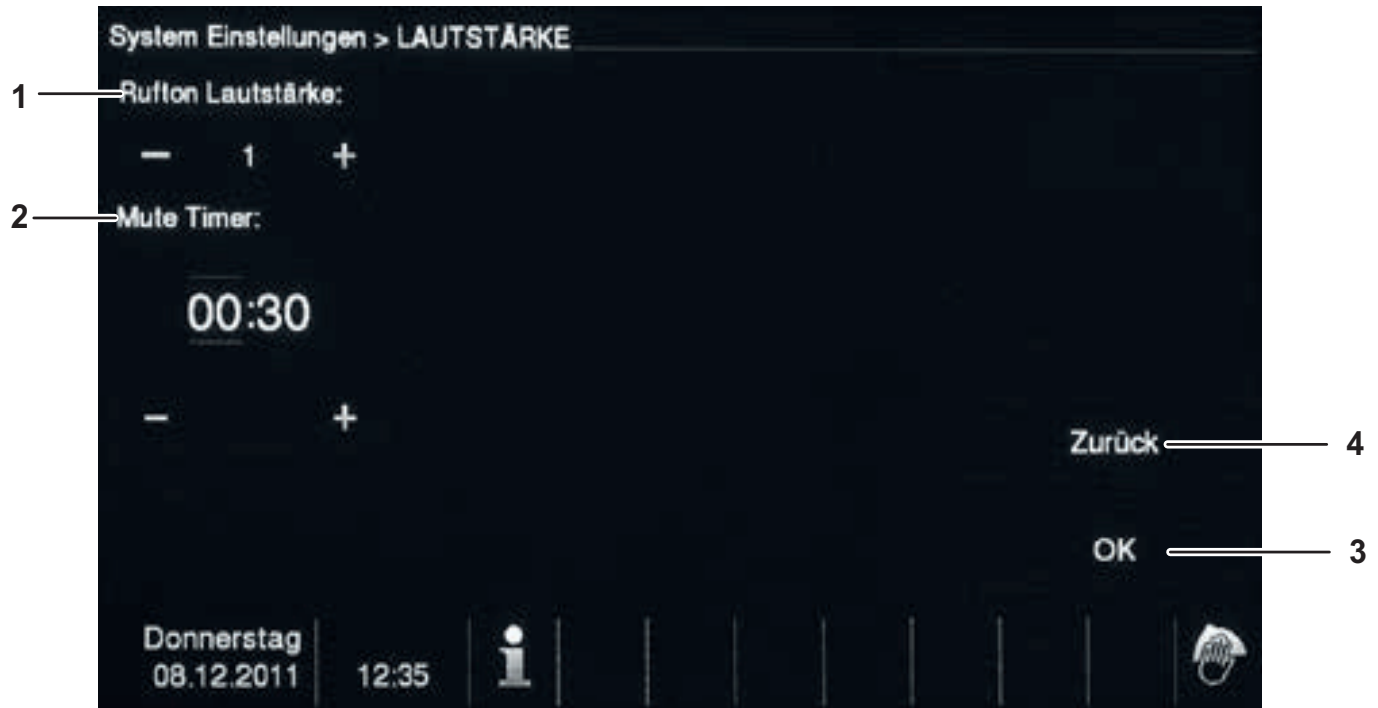 System Einstellungen > LAUTSTÄRKE
1 Rufton Lautstärke:
− 1 +
2 Mute Timer:
00:30
− +
Zurück 4
OK 3
Donnerstag
08.12.2011 12:35 i